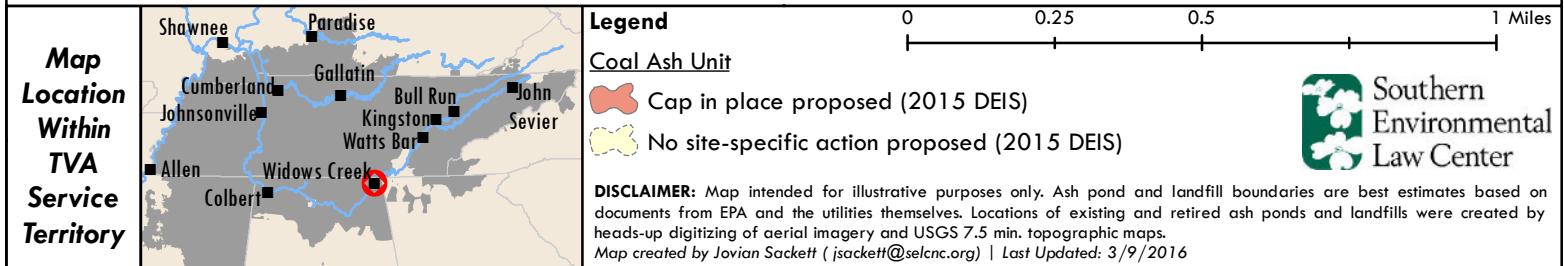 Map
Location
Within
TVA
Service
Territory
Shawnee
Paradise
Cumberland
Gallatin
Johnsonville
Bull Run
Kingston
Watts Bar
John
Sevier
Allen
Widows Creek
Colbert
Legend
Coal Ash Unit
Cap in place proposed (2015 DEIS)
No site-specific action proposed (2015 DEIS)
0 0.25 0.5 1 Miles
Southern
Environmental
Law Center
DISCLAIMER: Map intended for illustrative purposes only. Ash pond and landfill boundaries are best estimates based on
documents from EPA and the utilities themselves. Locations of existing and retired ash ponds and landfills were created by
heads-up digitizing of aerial imagery and USGS 7.5 min. topographic maps.
Map created by Jovian Sackett ( jsackett@selcnc.org) | Last Updated: 3/9/2016